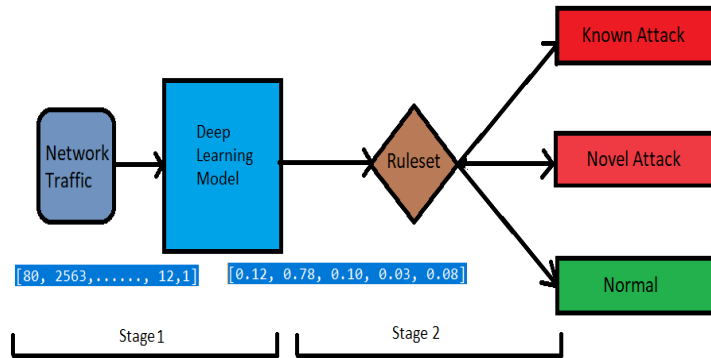 Known Attack
Deep
Learning
Model
Network
Traffic
Ruleset
Novel Attack
[80, 2563,......, 12,1]
[0.12, 0.78, 0.10, 0.03, 0.08]
Normal
Stage 1
Stage 2